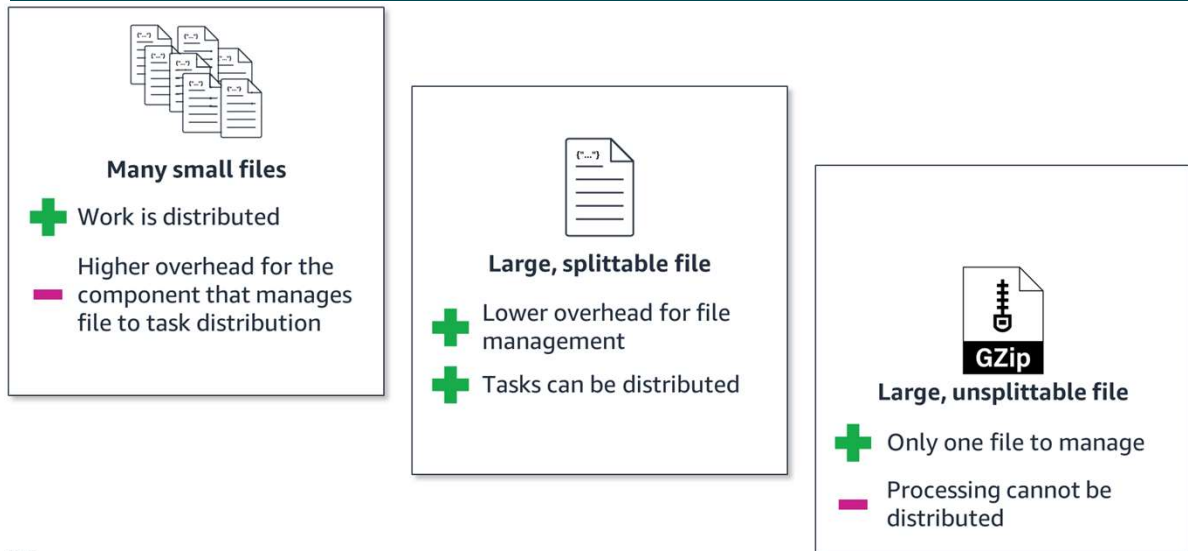 {"..."}
{"..."}
{"..."}
{"..."}
{"..."}
{"..."}
{"..."}
Many small files
Work is distributed
Higher overhead for the
component that manages
file to task distribution
{"..."}
Large, splittable file
Lower overhead for file
management
Tasks can be distributed
GZip
Large, unsplittable file
Only one file to manage
Processing cannot be
distributed